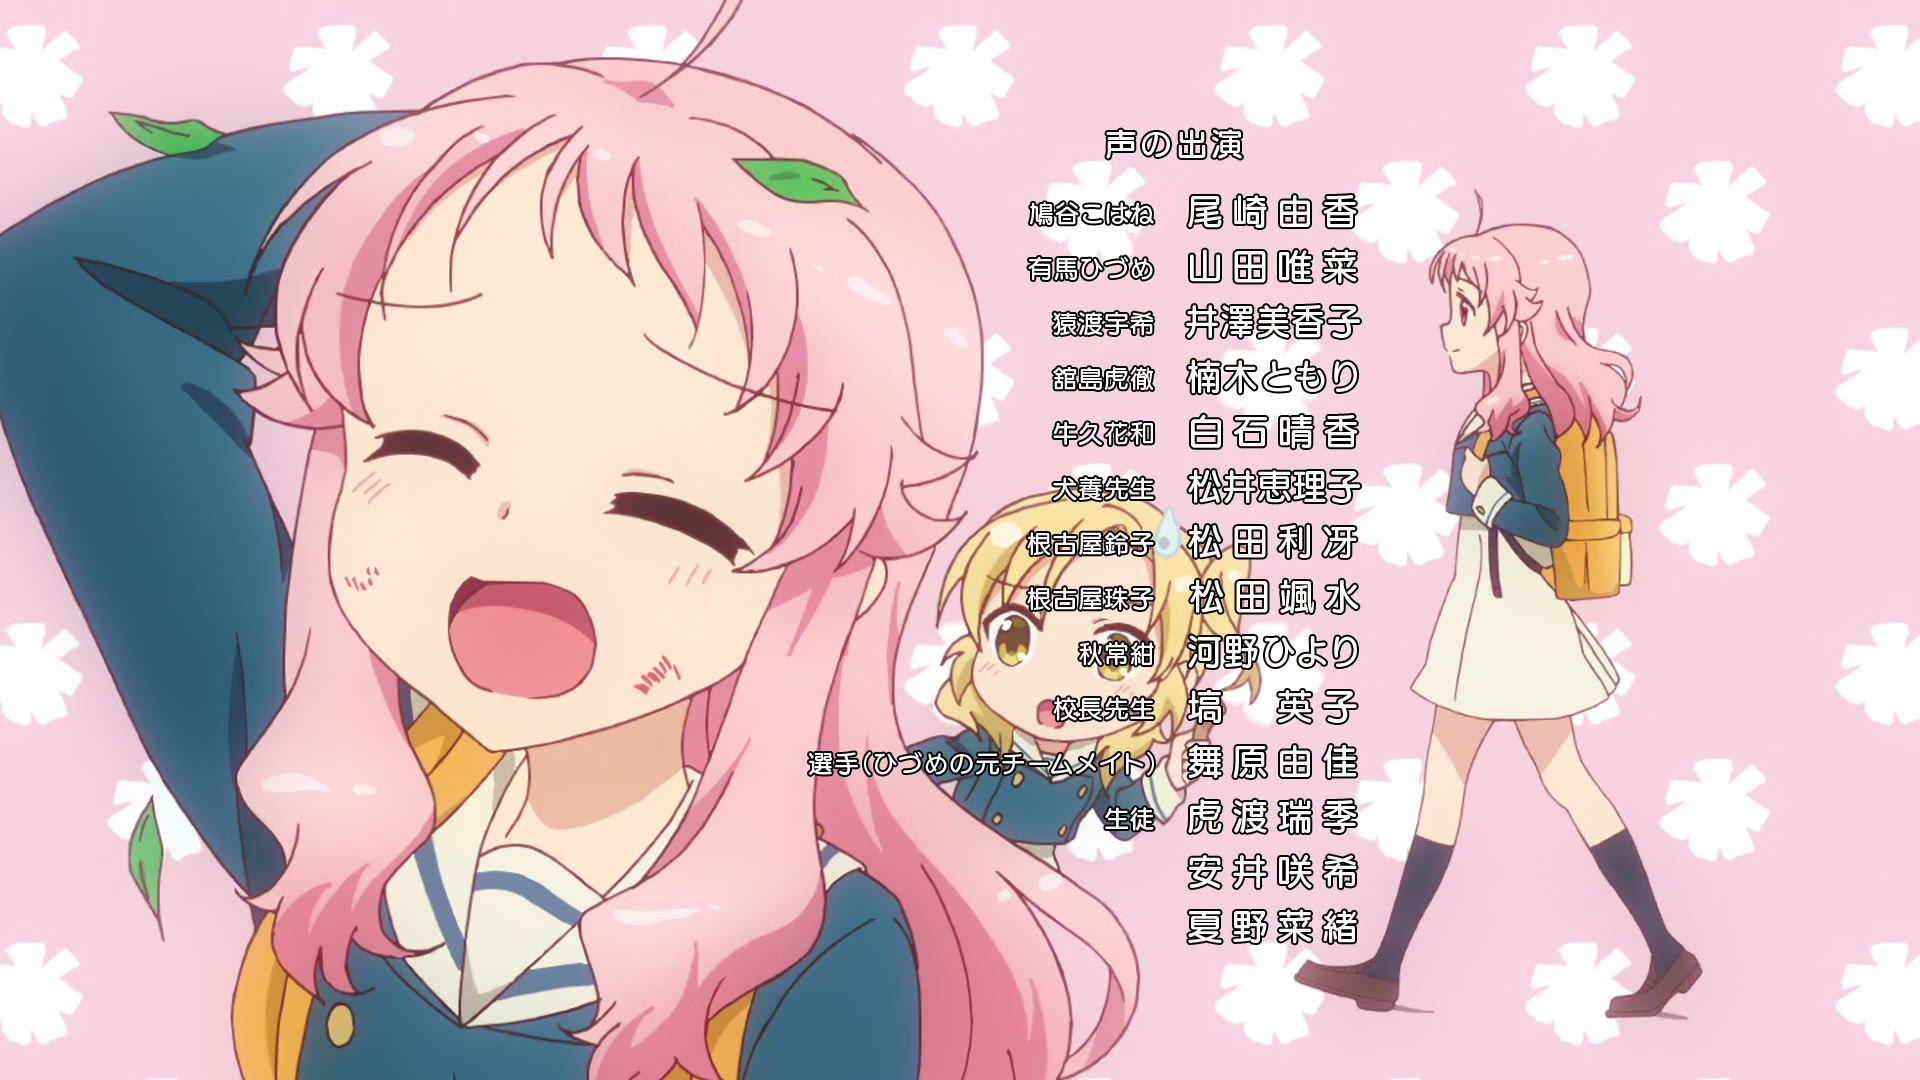 声の出演
鳩谷こはね 尾崎由香
有馬ひづめ 山田唯菜
猿渡宇希 井澤美香子
舘島虎徹 楠木ともり
牛久花和 白石晴香
犬養先生 松井恵理子
根古屋鈴子 松田利冴
根古屋珠子 松田颯水
秋常紺 河野ひより
校長先生 塙 英子
選手(ひづめの元チームメイト) 舞原由佳
生徒 虎渡瑞季
安井咲希
夏野菜緒